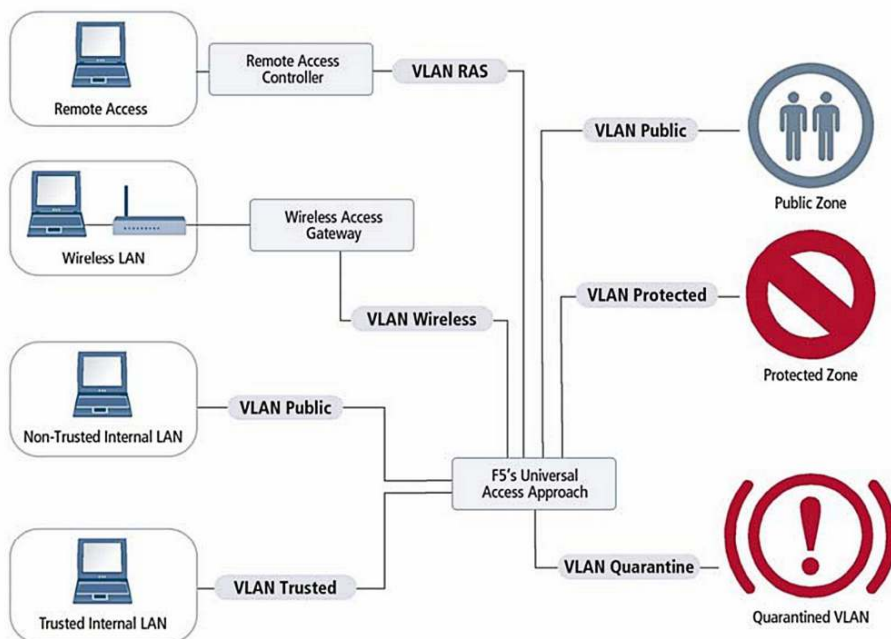 Remote Access
Remote Access
Controller
VLAN RAS
VLAN Public
Public Zone
Wireless LAN
Wireless Access
Gateway
VLAN Wireless
VLAN Protected
Protected Zone
Non-Trusted Internal LAN
VLAN Public
F5's Universal
Access Approach
Trusted Internal LAN
VLAN Trusted
VLAN Quarantine
Quarantined VLAN